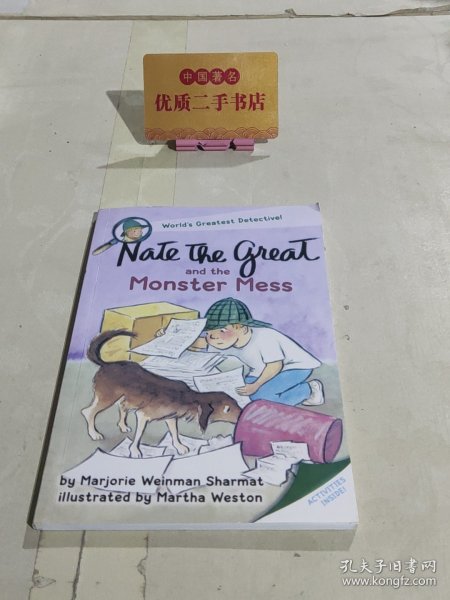 中国著名
优质二手书店
World's Greatest Detective!
Nate the Great
and the
Monster Mess
by Marjorie Weinman Sharmat
illustrated by Martha Weston
ACTIVITIES
INSIDE!
孔夫子旧书网
www.kongfz.com